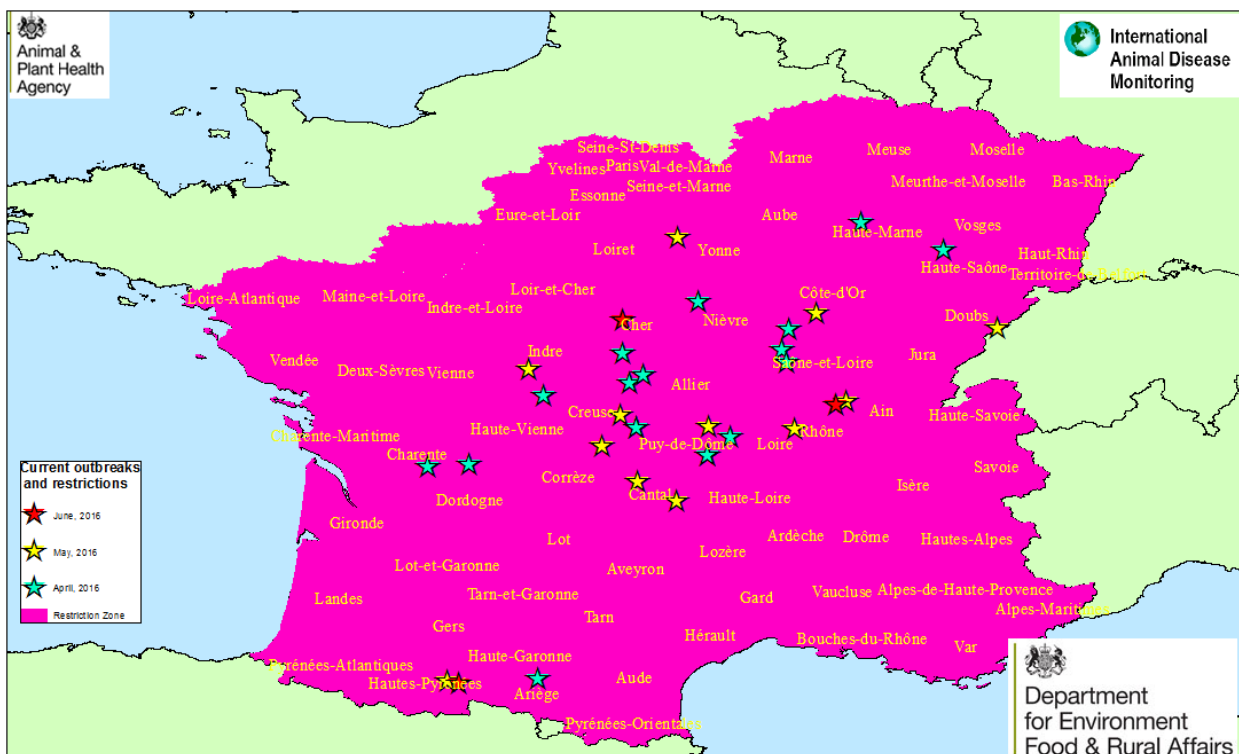 Animal &
Plant Health
Agency
International
Animal Disease
Monitoring
Seine-St-Denis
Marne
Meuse
Moselle
Yvelines
Paris
Val-de-Marne
Essonne
Seine-et-Marne
Meurthe-et-Moselle
Bas-Rhin
Eure-et-Loir
Aube
Haute-Marne
Vosges
Loiret
Yonne
Haut-Rhin
Haute-Saône
Territoire-de-Belfort
Loire-Atlantique
Maine-et-Loire
Loir-et-Cher
Côte-d'Or
Indre-et-Loire
Cher
Nièvre
Doubs
Vendée
Indre
Deux-Sèvres
Vienne
Saône-et-Loire
Jura
Allier
Creuse
Ain
Haute-Savoie
Charente-Maritime
Haute-Vienne
Rhône
Charente
Puy-de-Dôme
Loire
Savoie
Corrèze
Isère
Dordogne
Cantal
Haute-Loire
Gironde
Lot
Ardèche
Drôme
Hautes-Alpes
Lozère
Lot-et-Garonne
Aveyron
Landes
Tarn-et-Garonne
Gard
Vaucluse
Alpes-de-Haute-Provence
Alpes-Maritimes
Gers
Tarn
Hérault
Bouches-du-Rhône
Var
Pyrénées-Atlantiques
Haute-Garonne
Hautes-Pyrénées
Ariège
Aude
Pyrénées-Orientales
Current outbreaks
and restrictions
June, 2016
May, 2016
April, 2016
Restriction Zone
Department
for Environment
Food & Rural Affairs